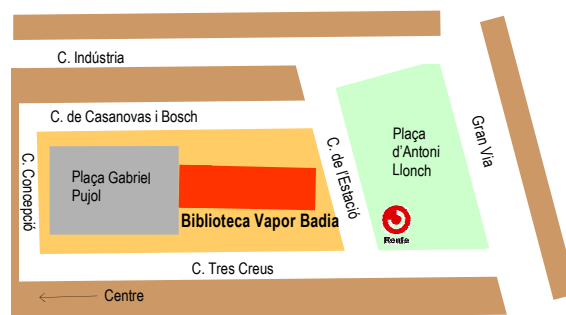 C. Indústria
C. de Casanovas i Bosch
C. Concepció
Plaça Gabriel
Pujol
Biblioteca Vapor Badia
C. de l'Estació
Plaça
d'Antoni
Llonch
Gran Via
Renfe
C. Tres Creus
Centre